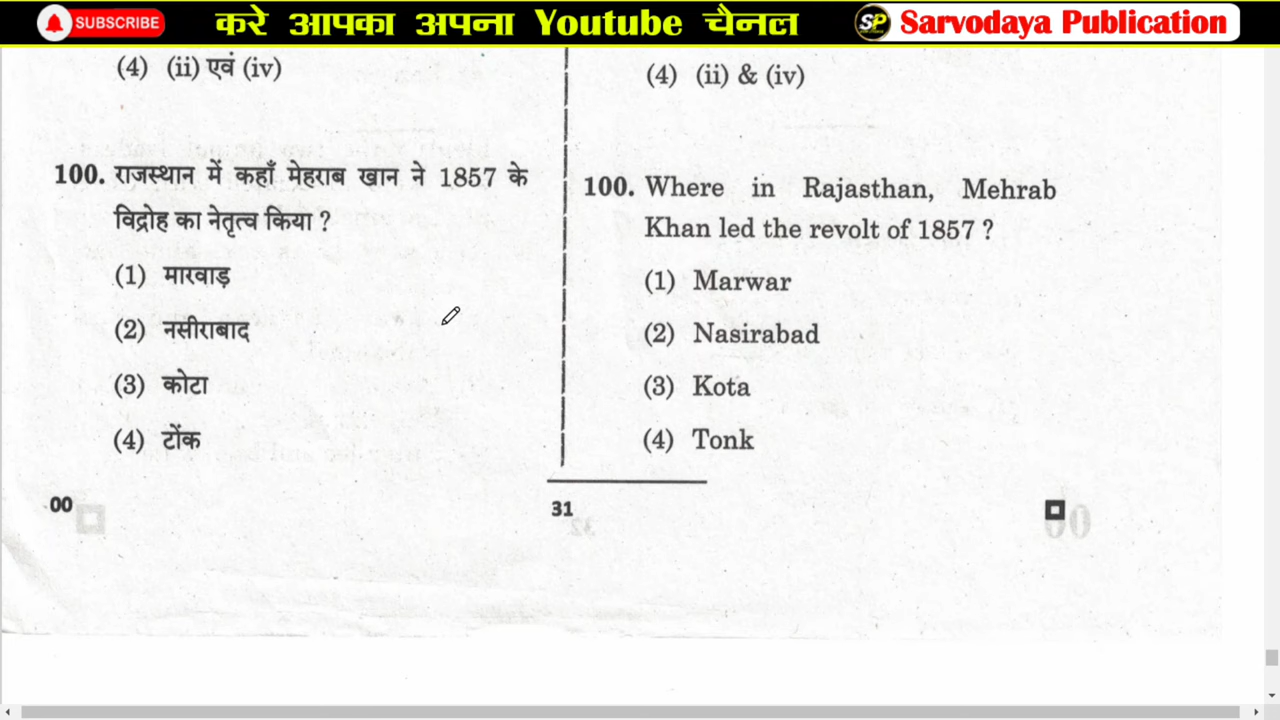 SUBSCRIBE
करे आपका अपना Youtube चैनल
SP
Sarvodaya Publication
(4) (ii) एवं (iv)
100. राजस्थान में कहाँ मेहराब खान ने 1857 के
विद्रोह का नेतृत्व किया ?
(1) मारवाड़
(2) नसीराबाद
(3) कोटा
(4) टोंक
(4) (ii) & (iv)
100. Where in Rajasthan, Mehrab
Khan led the revolt of 1857 ?
(1) Marwar
(2) Nasirabad
(3) Kota
(4) Tonk
00
31